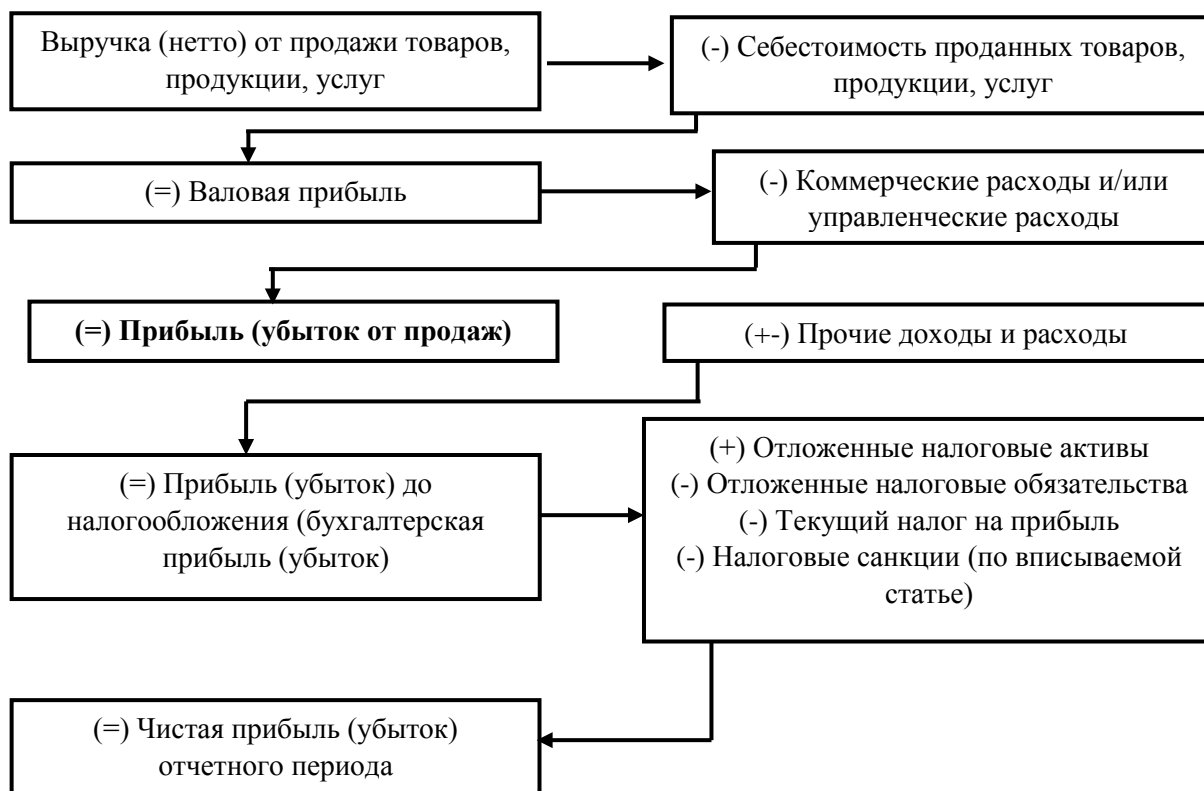 Выручка (нетто) от продажи товаров,
продукции, услуг
(-) Себестоимость проданных товаров,
продукции, услуг
(=) Валовая прибыль
(-) Коммерческие расходы и/или
управленческие расходы
(=) Прибыль (убыток от продаж)
(+-) Прочие доходы и расходы
(=) Прибыль (убыток) до
налогообложения (бухгалтерская
прибыль (убыток)
(+) Отложенные налоговые активы
(-) Отложенные налоговые обязательства
(-) Текущий налог на прибыль
(-) Налоговые санкции (по вписываемой
статье)
(=) Чистая прибыль (убыток)
отчетного периода